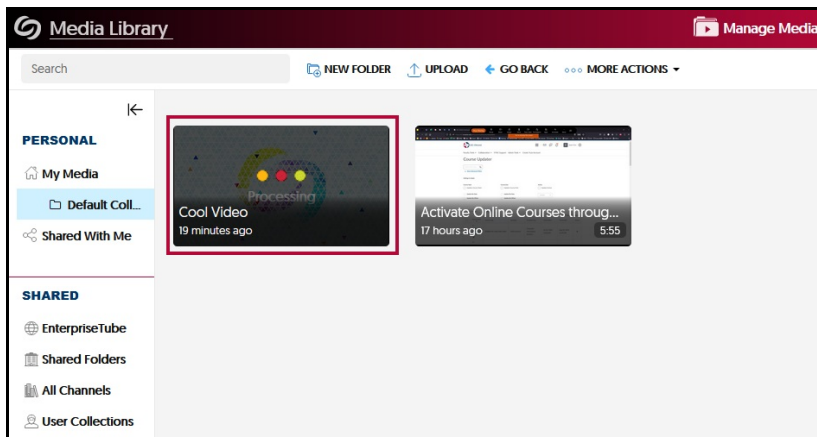 Media Library
Manage Media
Search
NEW FOLDER
UPLOAD
GO BACK
MORE ACTIONS
PERSONAL
My Media
Default Coll...
Shared With Me
SHARED
EnterpriseTube
Shared Folders
All Channels
User Collections
Processing
Cool Video
19 minutes ago
Course Updater
Activate Online Courses throug...
17 hours ago
5:55